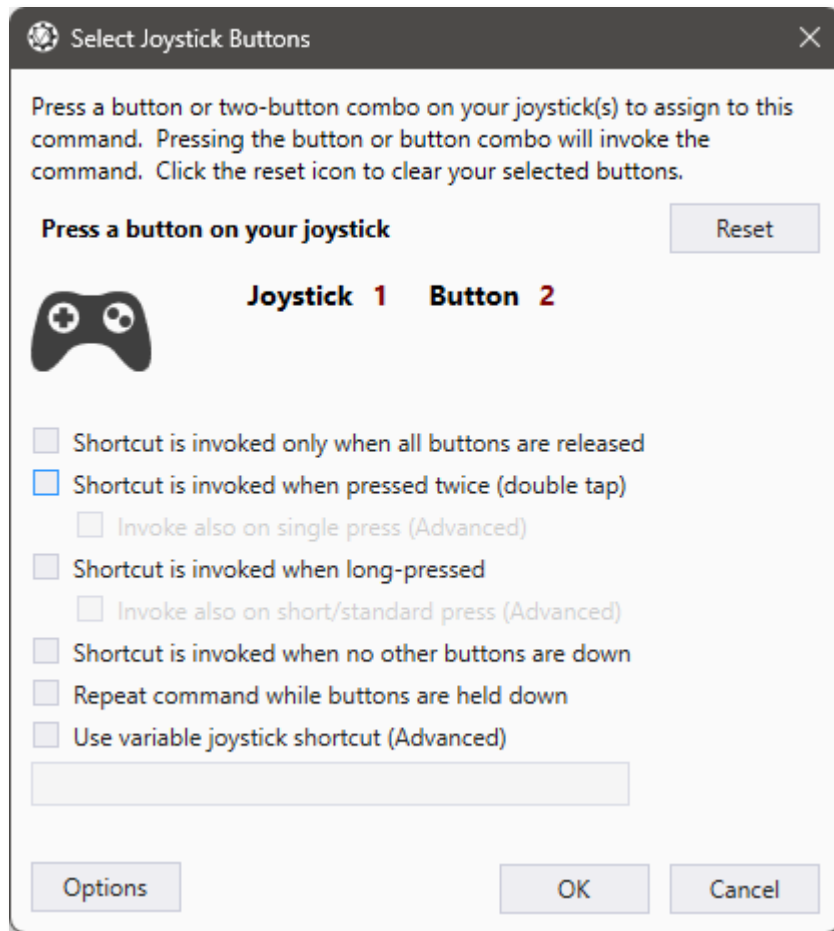 Select Joystick Buttons
Press a button or two-button combo on your joystick(s) to assign to this
command.  Pressing the button or button combo will invoke the
command.  Click the reset icon to clear your selected buttons.
Press a button on your joystick
Reset
Joystick 1 Button 2
Shortcut is invoked only when all buttons are released
Shortcut is invoked when pressed twice (double tap)
Invoke also on single press (Advanced)
Shortcut is invoked when long-pressed
Invoke also on short/standard press (Advanced)
Shortcut is invoked when no other buttons are down
Repeat command while buttons are held down
Use variable joystick shortcut (Advanced)
Options
OK
Cancel